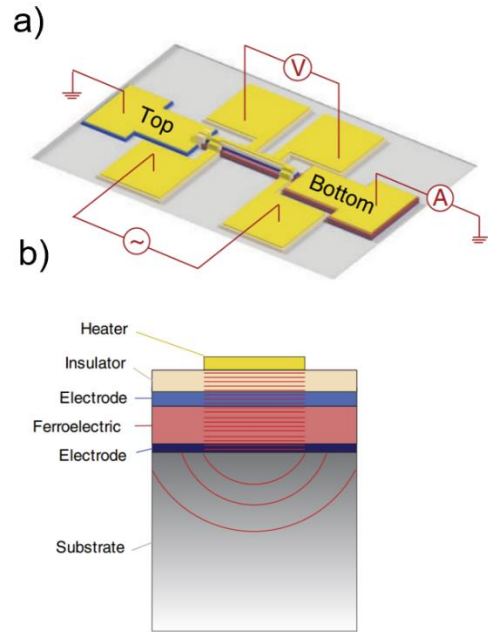 a)
V
Top
Bottom
A
~
b)
Heater
Insulator
Electrode
Ferroelectric
Electrode
Substrate